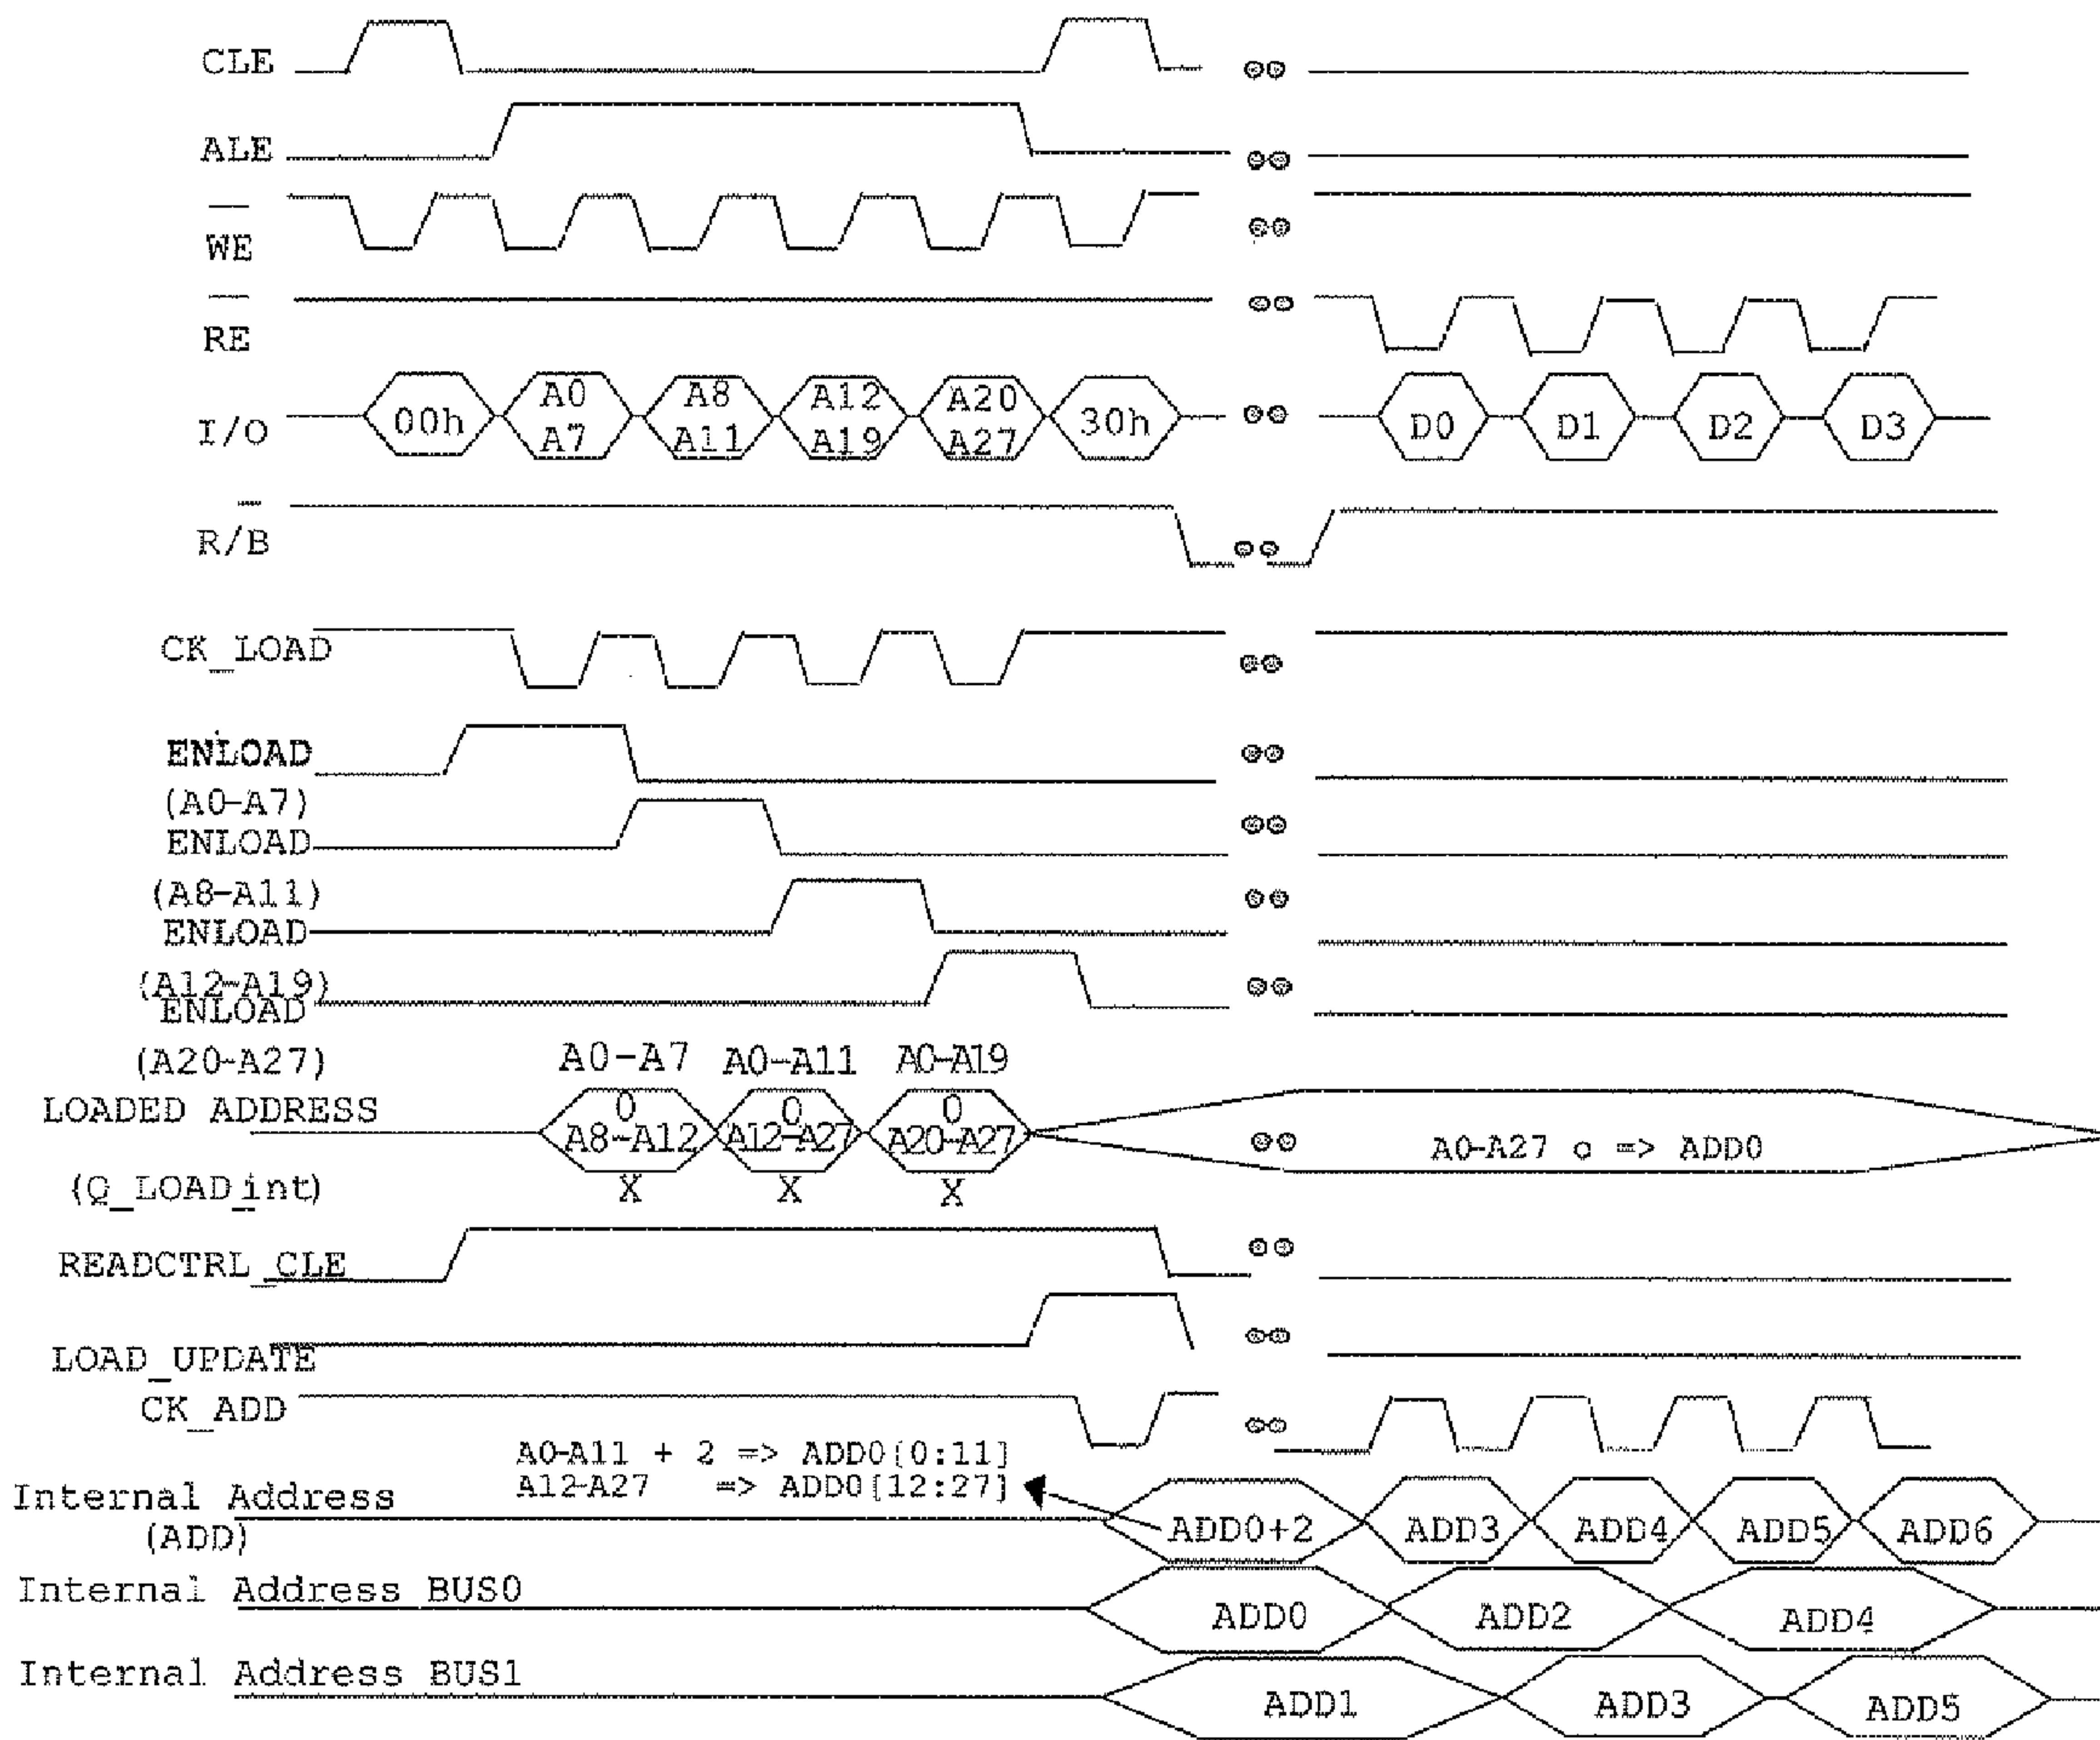 CLE
ALE
WE
RE
I/O 00h A0 A7 A8 A11 A12 A19 A20 A27 30h D0 D1 D2 D3
R/B
CK_LOAD
ENLOAD
(A0-A7)
ENLOAD
(A8-A11)
ENLOAD
(A12-A19)
ENLOAD
(A20-A27) A0-A7 A0-A11 A0-A19
LOADED ADDRESS 0 0 0
A8-A12 A12-A27 A20-A27 A0-A27 o => ADD0
(Q_LOAD_int) X X X
READCTRL_CLE
LOAD_UPDATE
CK_ADD
A0-A11 + 2 => ADD0[0:11]
A12-A27 => ADD0[12:27]
Internal Address
(ADD) ADD0+2 ADD3 ADD4 ADD5 ADD6
Internal Address BUS0 ADD0 ADD2 ADD4
Internal Address BUS1 ADD1 ADD3 ADD5